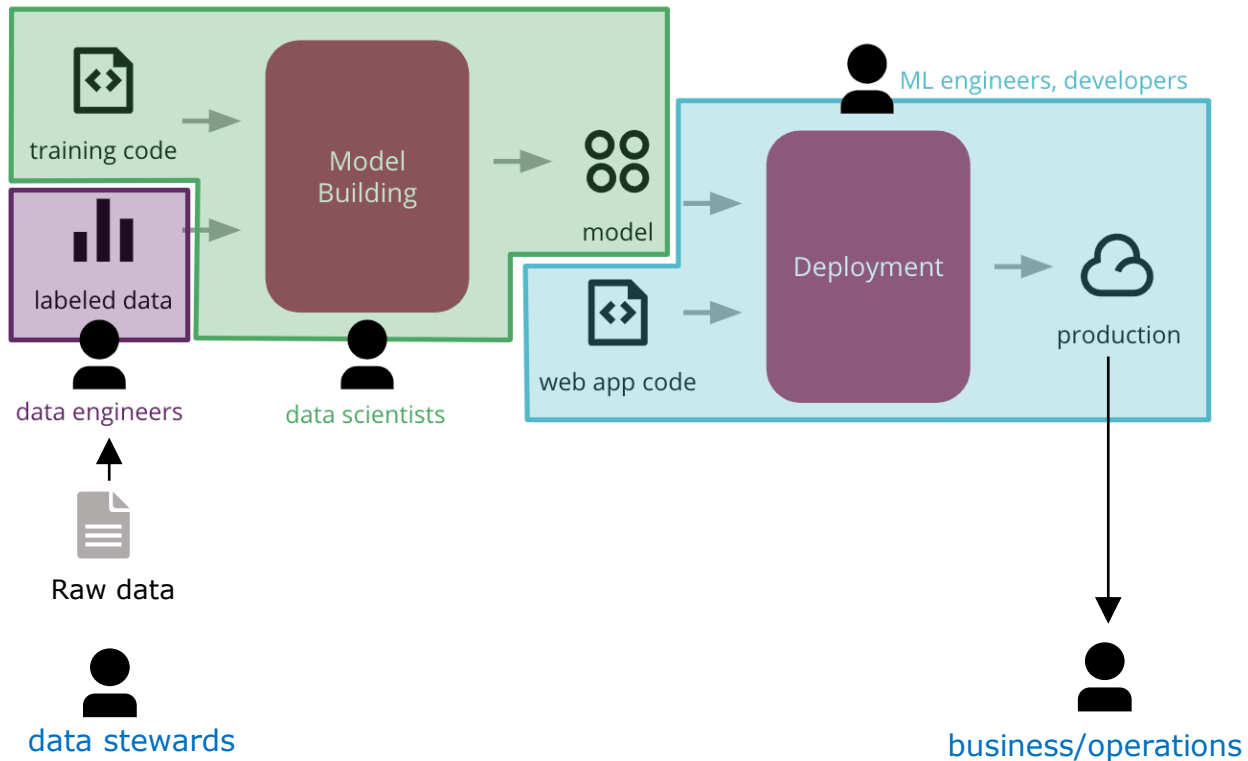 training code
Model
Building
model
labeled data
data engineers
data scientists
ML engineers, developers
Deployment
web app code
production
Raw data
data stewards
business/operations